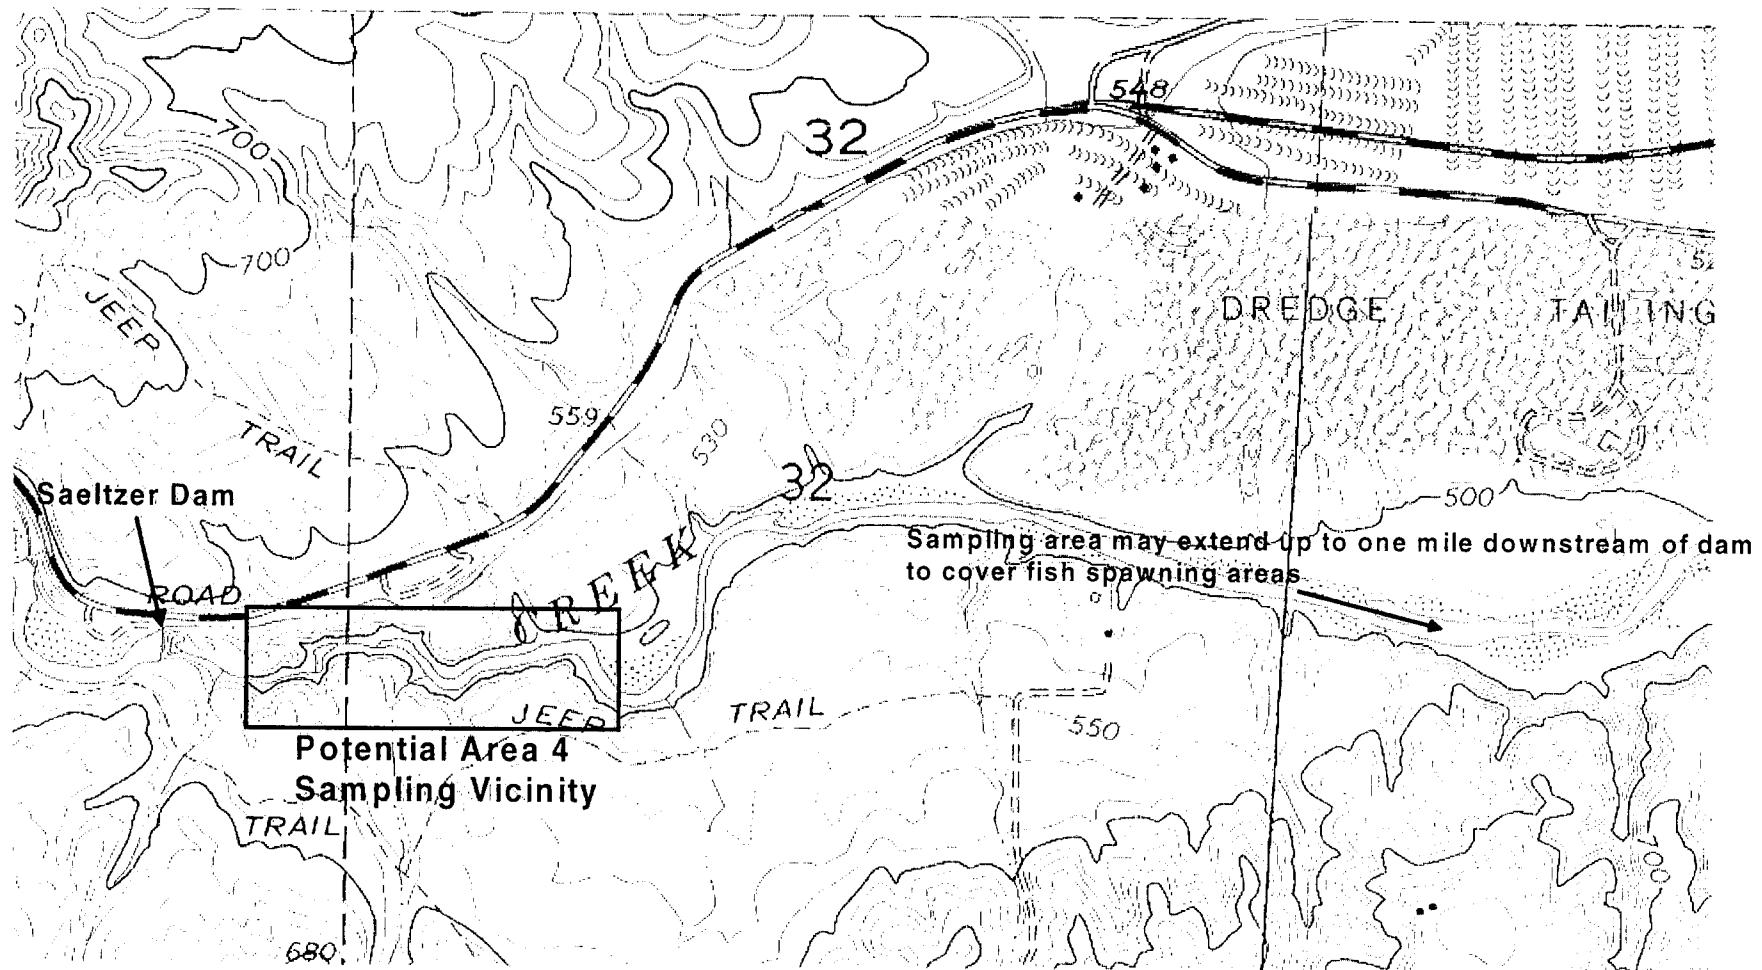 548
32
700
700
5
DREDGE TAILING
JEEP
559
TRAIL
530
32
Saeltzer Dam
500
CREEK
Sampling area may extend up to one mile downstream of dam
to cover fish spawning areas
ROAD
JEEP
TRAIL
550
Potential Area 4
Sampling Vicinity
TRAIL
700
680